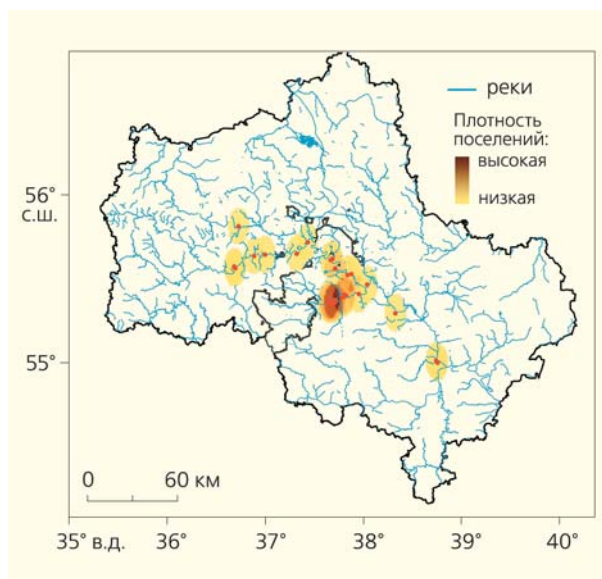 реки
Плотность
поселений:
высокая
низкая
56°
с.ш.
55°
0 60 км
35° в.д. 36° 37° 38° 39° 40°